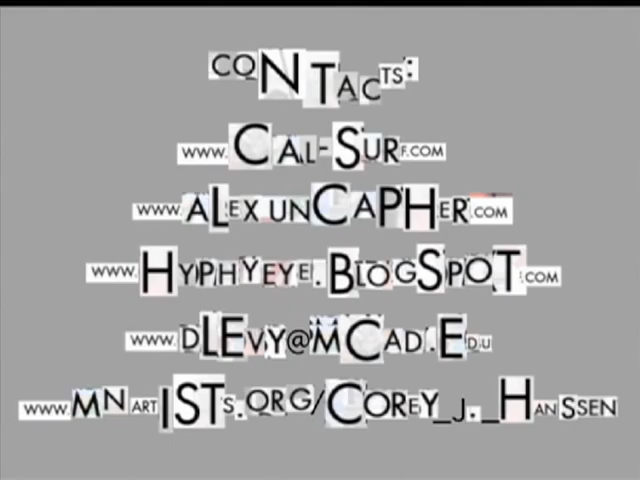 CONTACTS:
WWW.CAL-SURF.COM
WWW.ALEXUNCAPHER.COM
WWW.HYPHYEYE.BLOGSPOT.COM
WWW.DLEVY@MCAD.EDU
WWW.MNARTISTS.ORG/COREY_J._HANSSEN